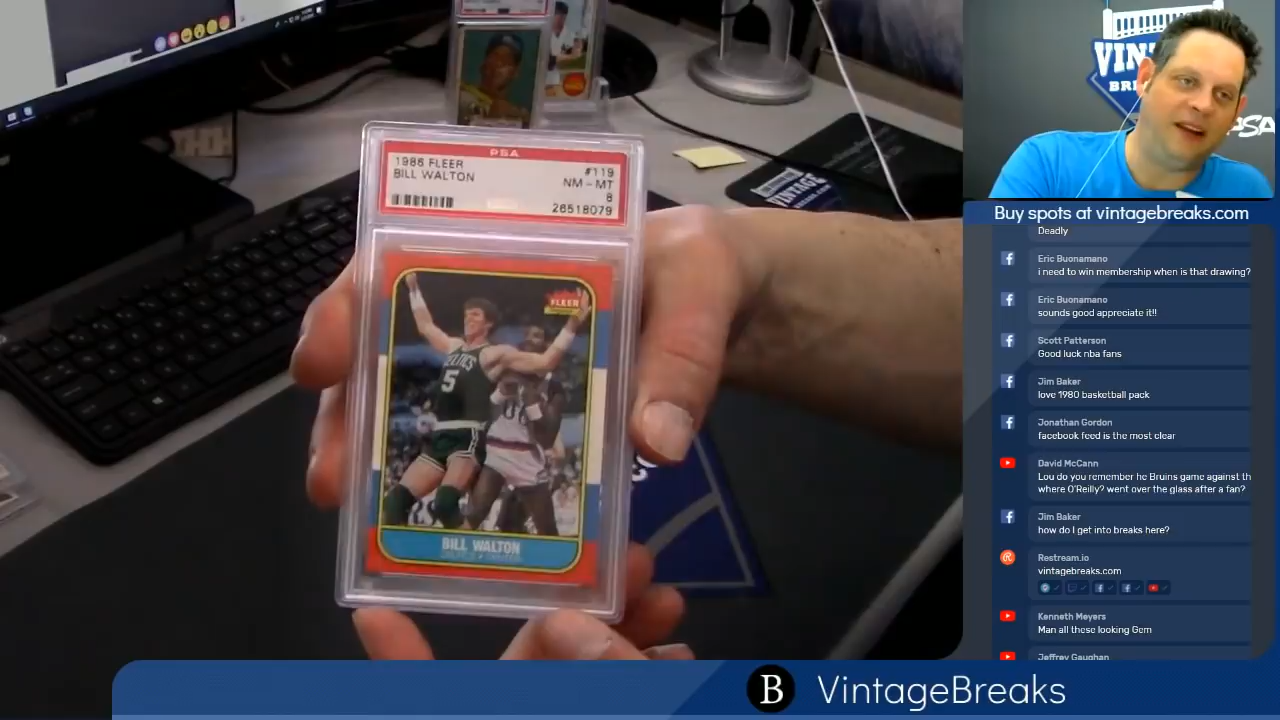 PSA
1986 FLEER
#119
BILL WALTON
NM - MT
8
26518079
FLEER
CELTICS
5
BILL WALTON
VINTAGE
PSA
Buy spots at vintagebreaks.com
Deadly
Eric Buonamano
i need to win membership when is that drawing?
Eric Buonamano
sounds good appreciate it!!
Scott Patterson
Good luck nba fans
Jim Baker
love 1980 basketball pack
Jonathan Gordon
facebook feed is the most clear
David McCann
Lou do you remember he Bruins game against th
where O'Reilly? went over the glass after a fan?
Jim Baker
how do I get into breaks here?
Restream.io
vintagebreaks.com
Kenneth Meyers
Man all these looking Gem
Jeffrey Gaughan
B VintageBreaks